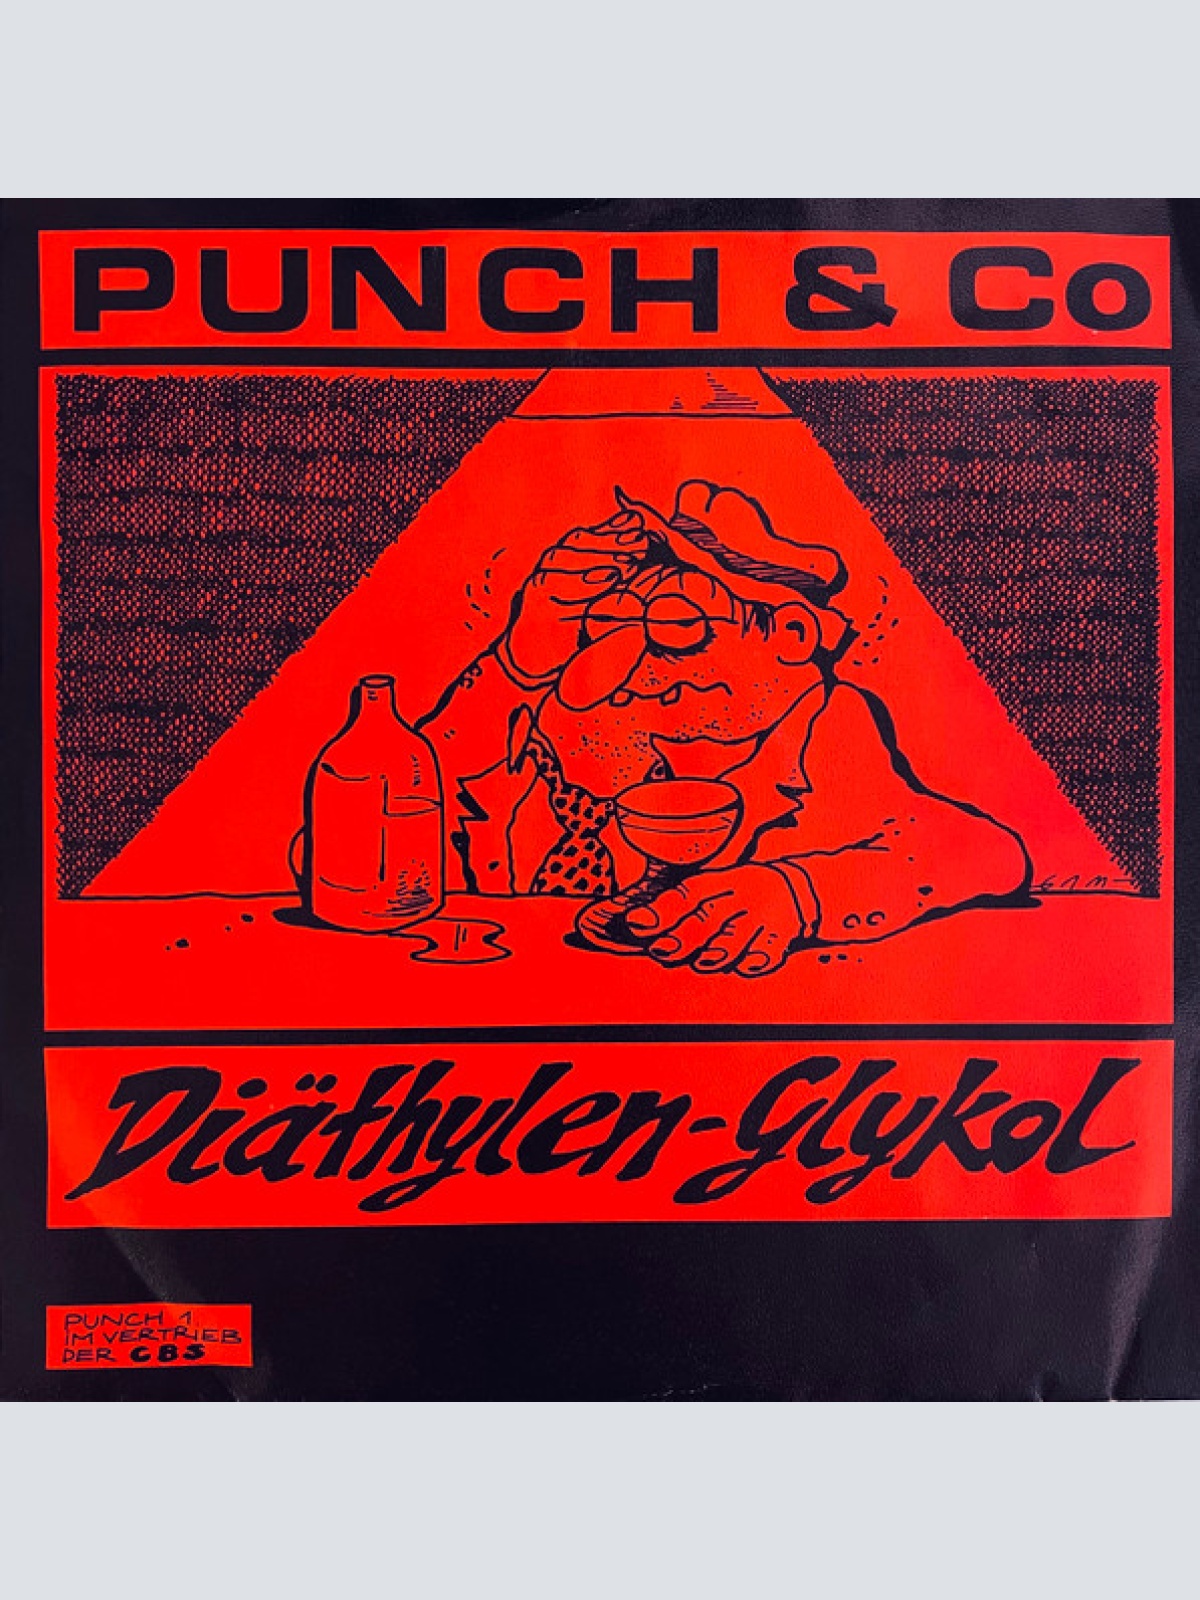 PUNCH & Co
Diäthylen-Glykol
PUNCH 1
IM VERTRIEB
DER CBS